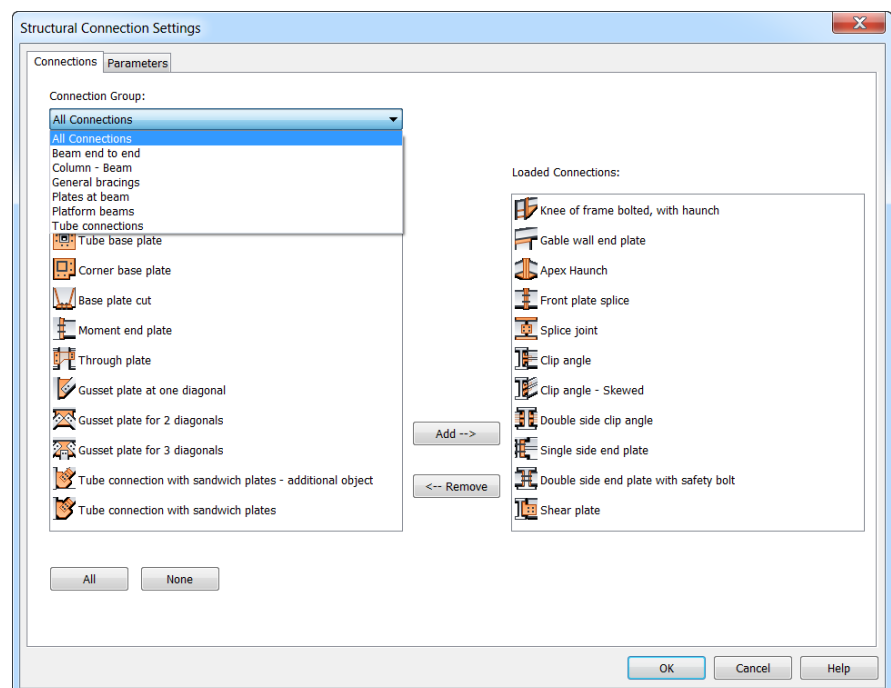 Structural Connection Settings
X
Connections Parameters
Connection Group:
All Connections
All Connections
Beam end to end
Column - Beam
General bracings
Plates at beam
Platform beams
Tube connections
Tube base plate
Corner base plate
Base plate cut
Moment end plate
Through plate
Gusset plate at one diagonal
Gusset plate for 2 diagonals
Gusset plate for 3 diagonals
Tube connection with sandwich plates - additional object
Tube connection with sandwich plates
All None
Add -->
<-- Remove
Loaded Connections:
Knee of frame bolted, with haunch
Gable wall end plate
Apex Haunch
Front plate splice
Splice joint
Clip angle
Clip angle - Skewed
Double side clip angle
Single side end plate
Double side end plate with safety bolt
Shear plate
OK Cancel Help